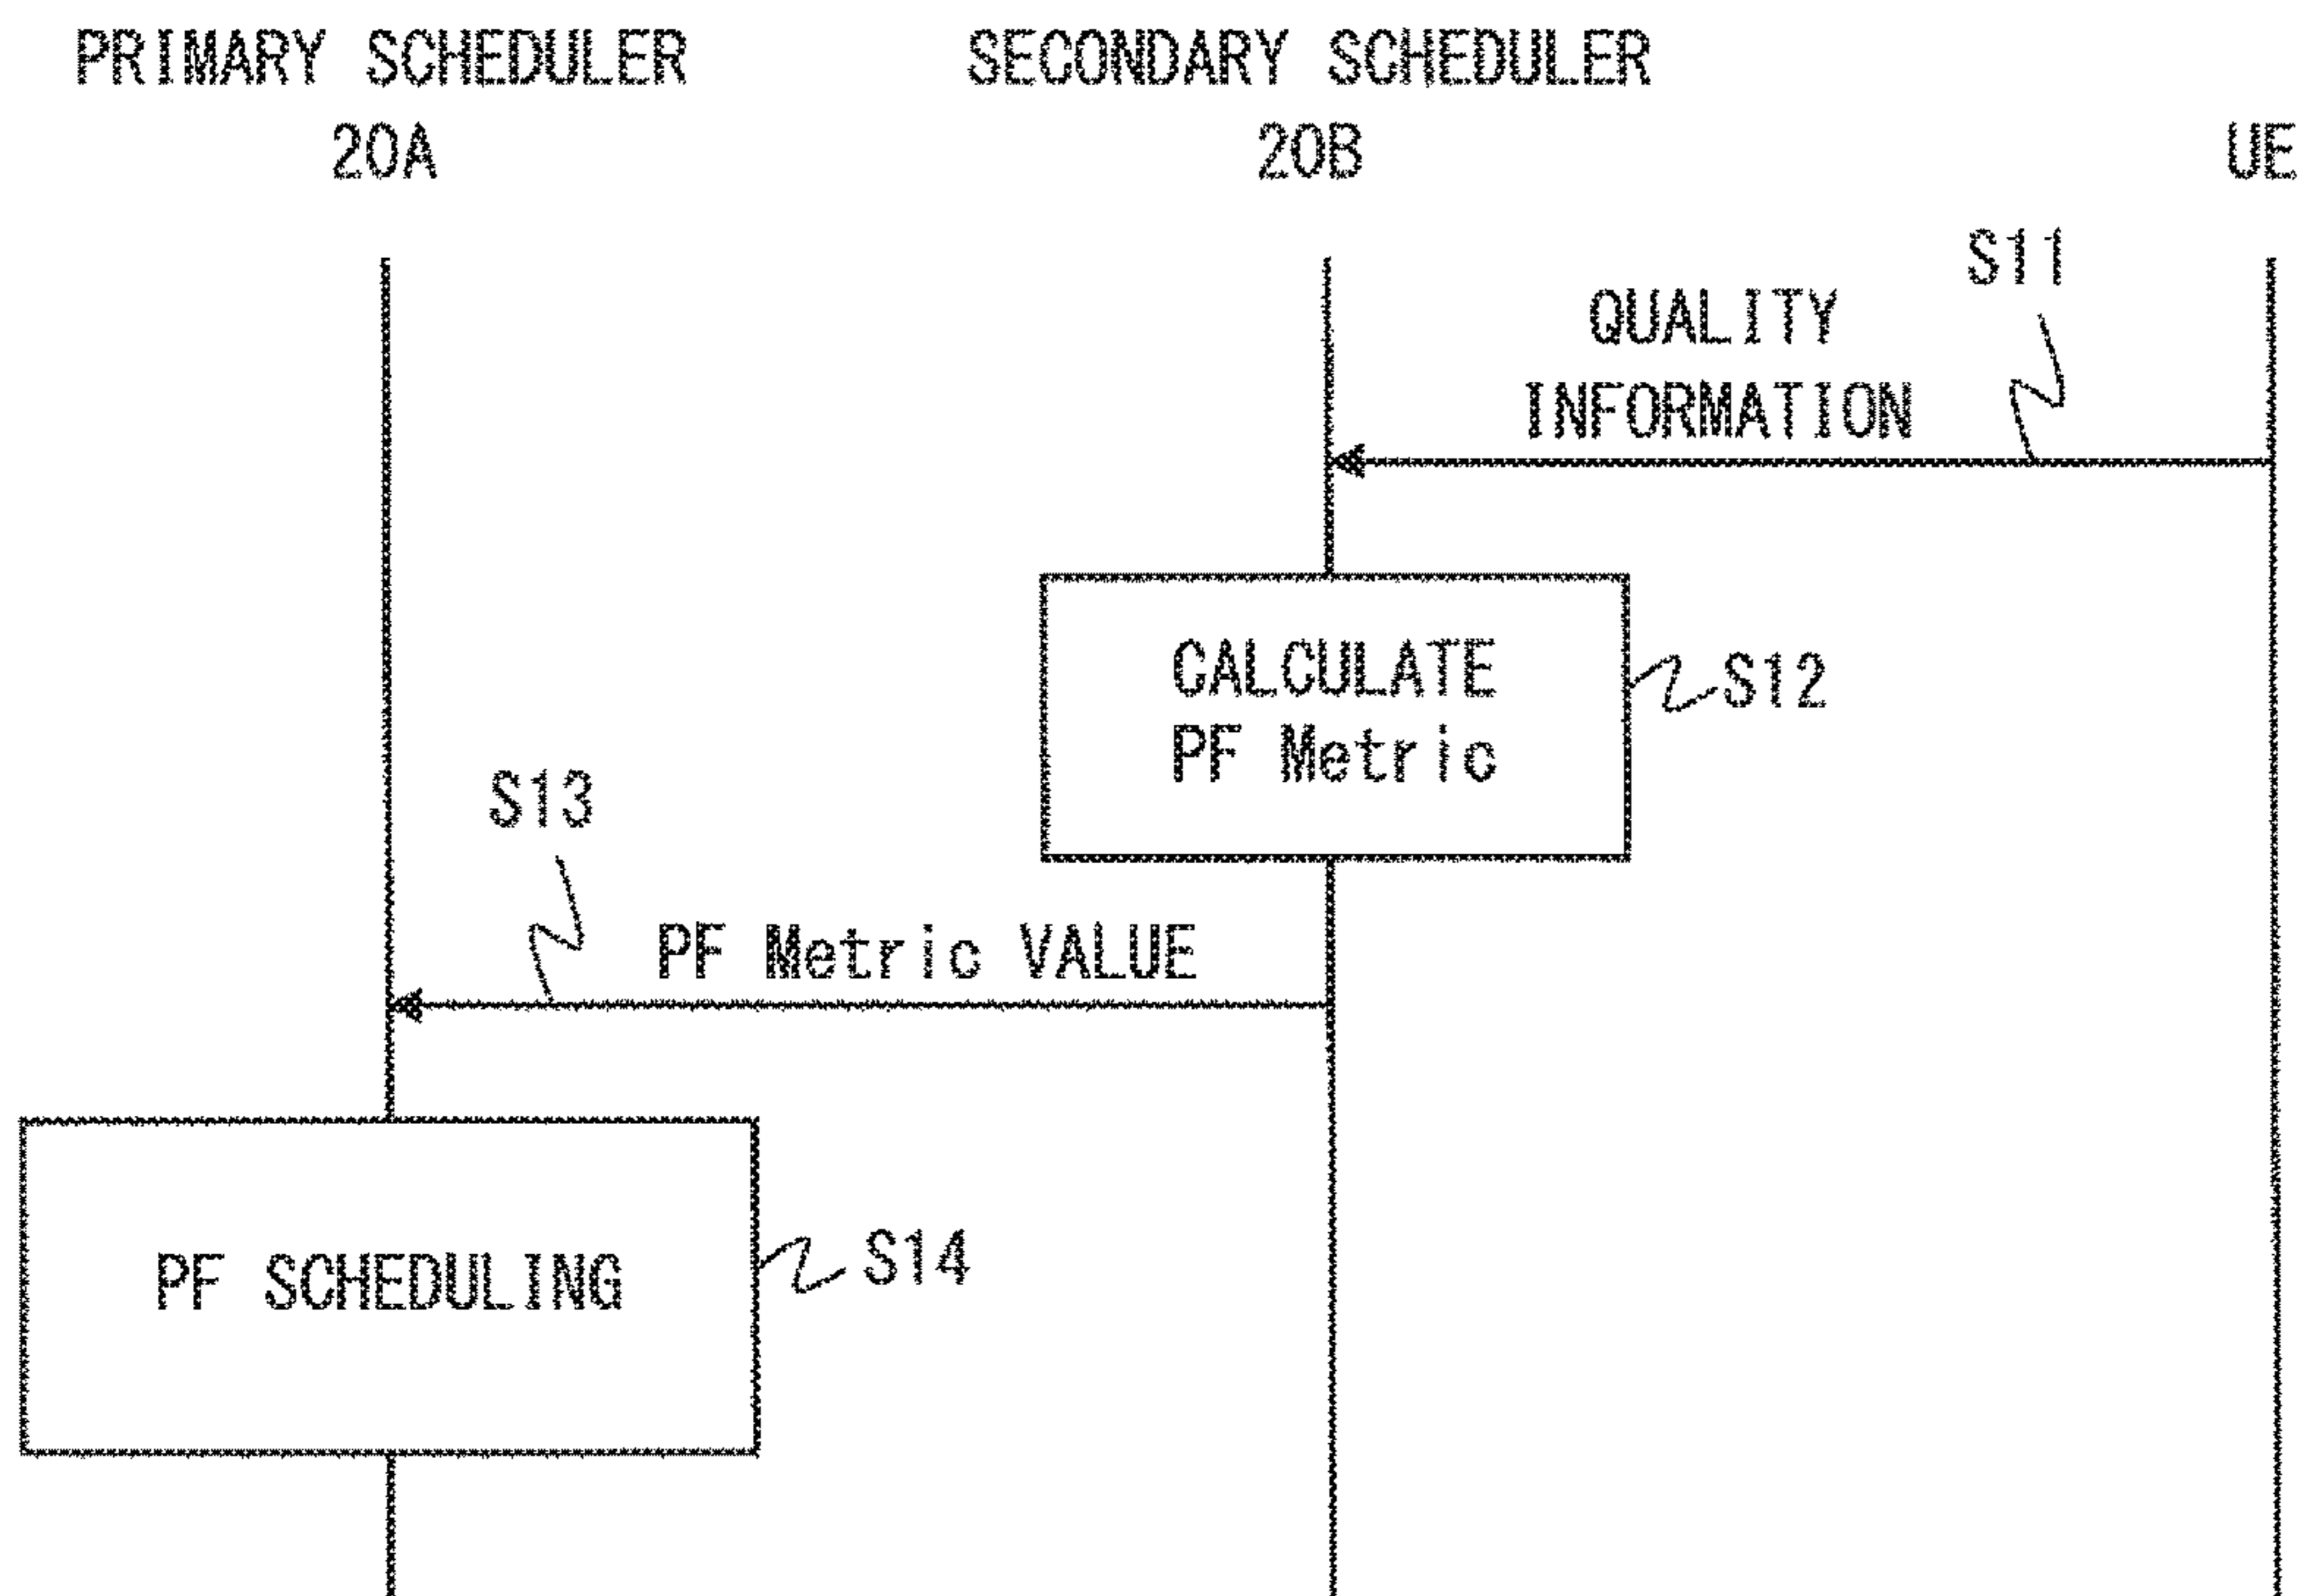 PRIMARY SCHEDULER
20A
SECONDARY SCHEDULER
20B
UE
S11
QUALITY
INFORMATION
CALCULATE
PF Metric
S12
S13
PF Metric VALUE
PF SCHEDULING
S14